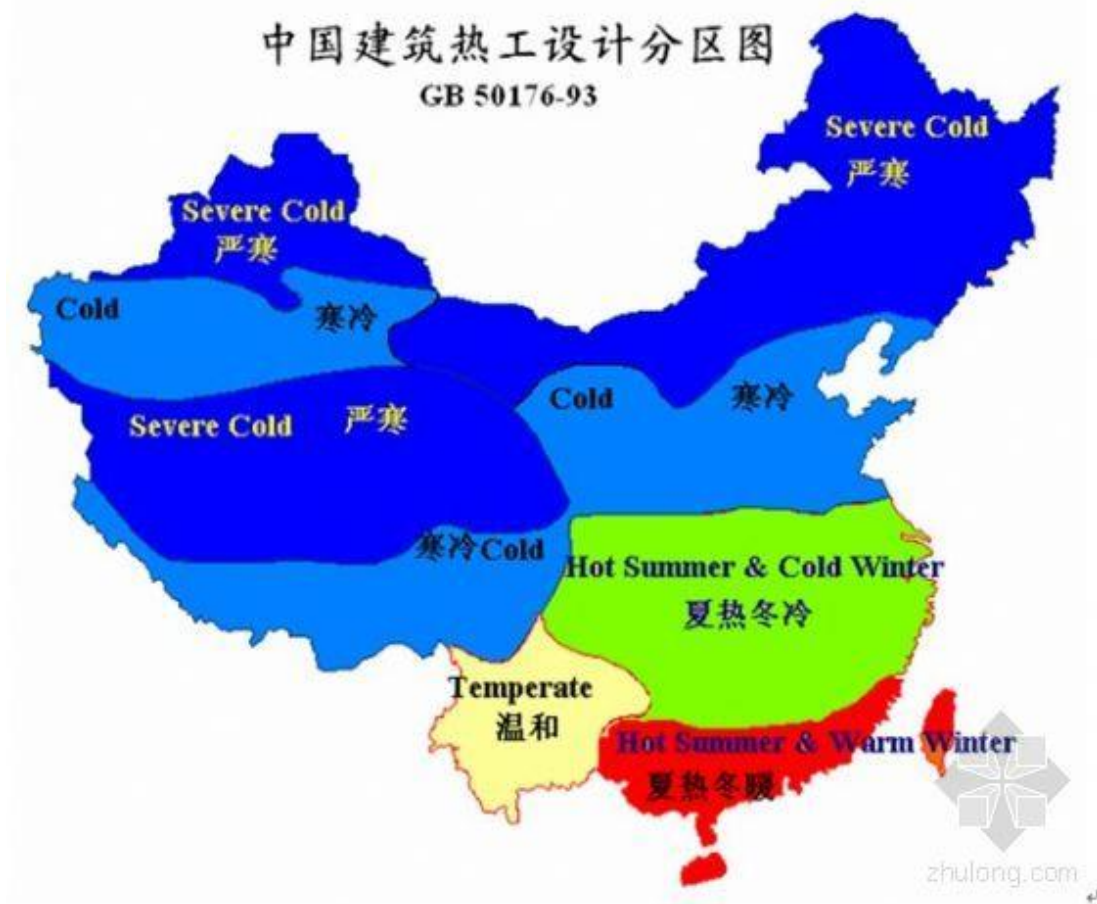 中国建筑热工设计分区图
GB 50176-93
Severe Cold
严寒
Severe Cold
严寒
Cold
寒冷
Cold
寒冷
Severe Cold
严寒
寒冷Cold
Hot Summer & Cold Winter
夏热冬冷
Temperate
温和
Hot Summer & Warm Winter
夏热冬暖
zhulong.com